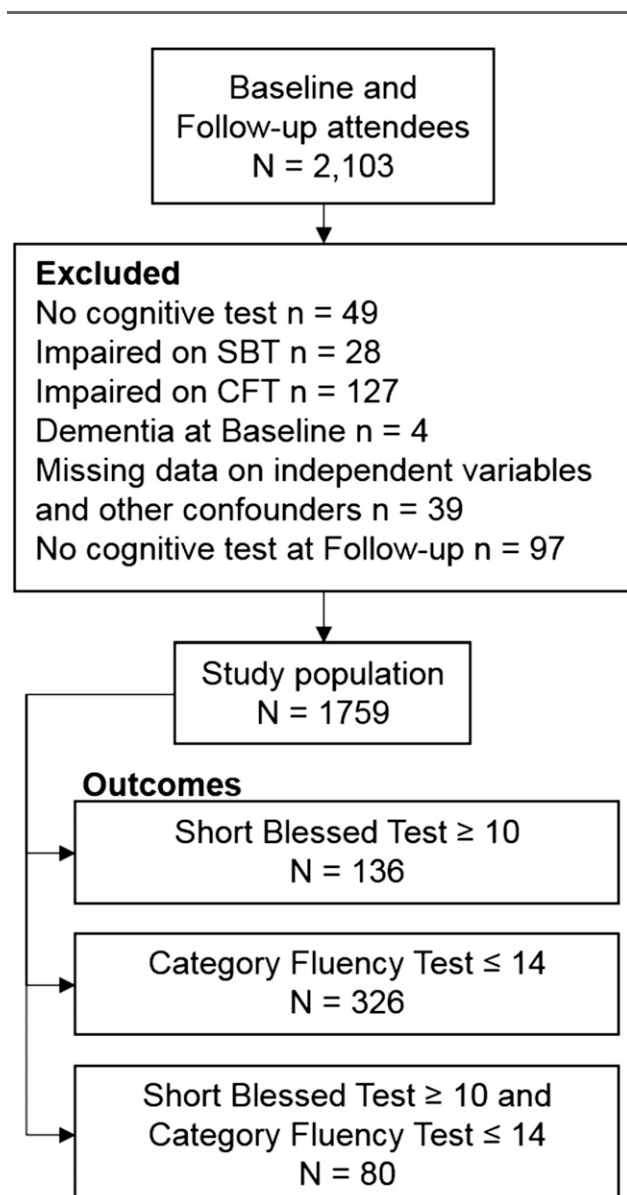 Baseline and
Follow-up attendees
N = 2,103
Excluded
No cognitive test n = 49
Impaired on SBT n = 28
Impaired on CFT n = 127
Dementia at Baseline n = 4
Missing data on independent variables
and other confounders n = 39
No cognitive test at Follow-up n = 97
Study population
N = 1759
Outcomes
Short Blessed Test ≥ 10
N = 136
Category Fluency Test ≤ 14
N = 326
Short Blessed Test ≥ 10 and
Category Fluency Test ≤ 14
N = 80